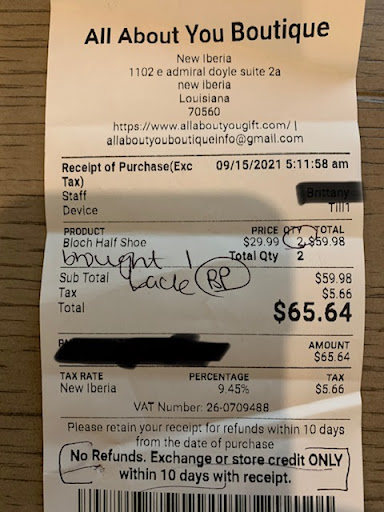 All About You Boutique
New Iberia
1102 e admiral doyle suite 2a
new iberia
Louisiana
70560
https://www.allaboutyougift.com/ |
allaboutyouboutiqueinfo@gmail.com
Receipt of Purchase(Exc Tax) 09/15/2021 5:11:58 am
Staff Brittany
Device Till1
PRODUCT PRICE QTY TOTAL
Bloch Half Shoe $29.99 2 $59.98
Total Qty 2
brought 1
back BP
Sub Total $59.98
Tax $5.66
Total $65.64
AMOUNT
$65.64
TAX RATE PERCENTAGE TAX
New Iberia 9.45% $5.66
VAT Number: 26-0709488
Please retain your receipt for refunds within 10 days
from the date of purchase
No Refunds. Exchange or store credit ONLY
within 10 days with receipt.